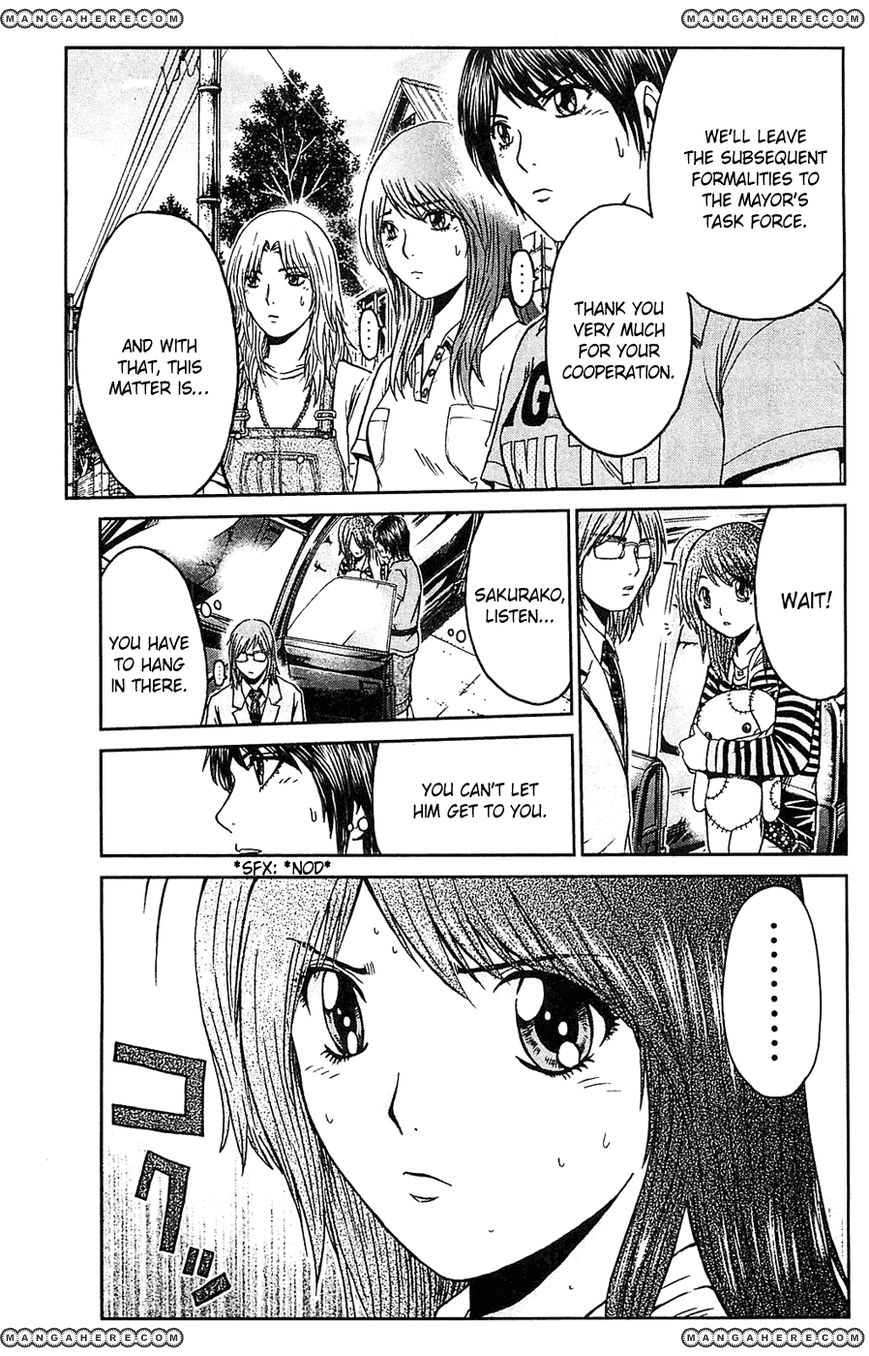 MANGAHERE.COM
MANGAHERE.COM
WE'LL LEAVE
THE SUBSEQUENT
FORMALITIES TO
THE MAYOR'S
TASK FORCE.
THANK YOU
VERY MUCH
FOR YOUR
COOPERATION.
....
....
AND WITH
THAT, THIS
MATTER IS...
WAIT!
SAKURAKO,
LISTEN...
...
YOU HAVE
TO HANG
IN THERE.
YOU CAN'T LET
HIM GET TO YOU.
*SFX: *NOD*
.........
コクッ
MANGAHERE.COM
MANGAHERE.COM